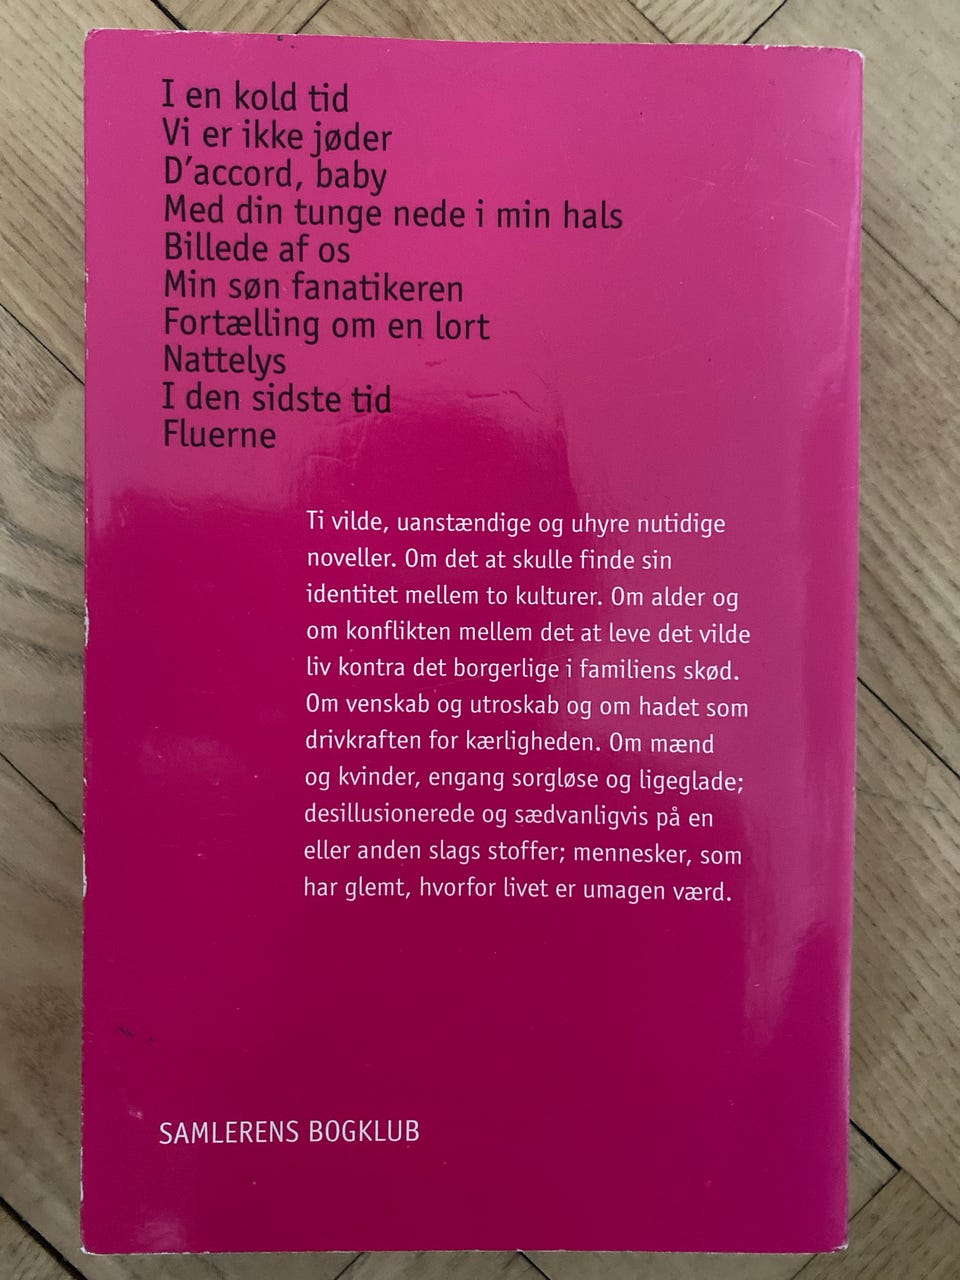 I en kold tid
Vi er ikke jøder
D'accord, baby
Med din tunge nede i min hals
Billede af os
Min søn fanatikeren
Fortælling om en lort
Nattelys
I den sidste tid
Fluerne
Ti vilde, uanstændige og uhyre nutidige
noveller. Om det at skulle finde sin
identitet mellem to kulturer. Om alder og
om konflikten mellem det at leve det vilde
liv kontra det borgerlige i familiens skød.
Om venskab og utroskab og om hadet som
drivkraften for kærligheden. Om mænd
og kvinder, engang sorgløse og ligeglade;
desillusionerede og sædvanligvis på en
eller anden slags stoffer; mennesker, som
har glemt, hvorfor livet er umagen værd.
SAMLERENS BOGKLUB